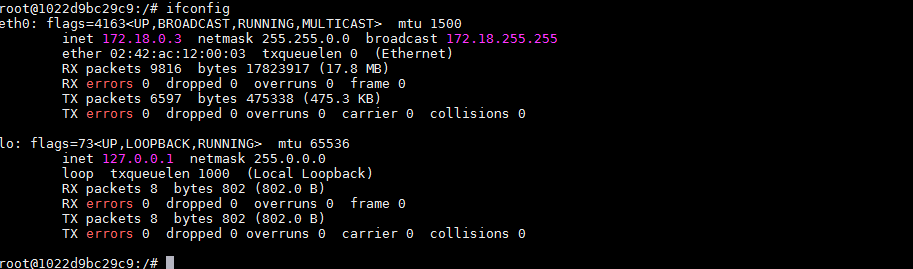 root@1022d9bc29c9:/# ifconfig
eth0: flags=4163<UP,BROADCAST,RUNNING,MULTICAST>  mtu 1500
        inet 172.18.0.3  netmask 255.255.0.0  broadcast 172.18.255.255
        ether 02:42:ac:12:00:03  txqueuelen 0  (Ethernet)
        RX packets 9816  bytes 17823917 (17.8 MB)
        RX errors 0  dropped 0  overruns 0  frame 0
        TX packets 6597  bytes 475338 (475.3 KB)
        TX errors 0  dropped 0 overruns 0  carrier 0  collisions 0
lo: flags=73<UP,LOOPBACK,RUNNING>  mtu 65536
        inet 127.0.0.1  netmask 255.0.0.0
        loop  txqueuelen 1000  (Local Loopback)
        RX packets 8  bytes 802 (802.0 B)
        RX errors 0  dropped 0  overruns 0  frame 0
        TX packets 8  bytes 802 (802.0 B)
        TX errors 0  dropped 0 overruns 0  carrier 0  collisions 0
root@1022d9bc29c9:/#